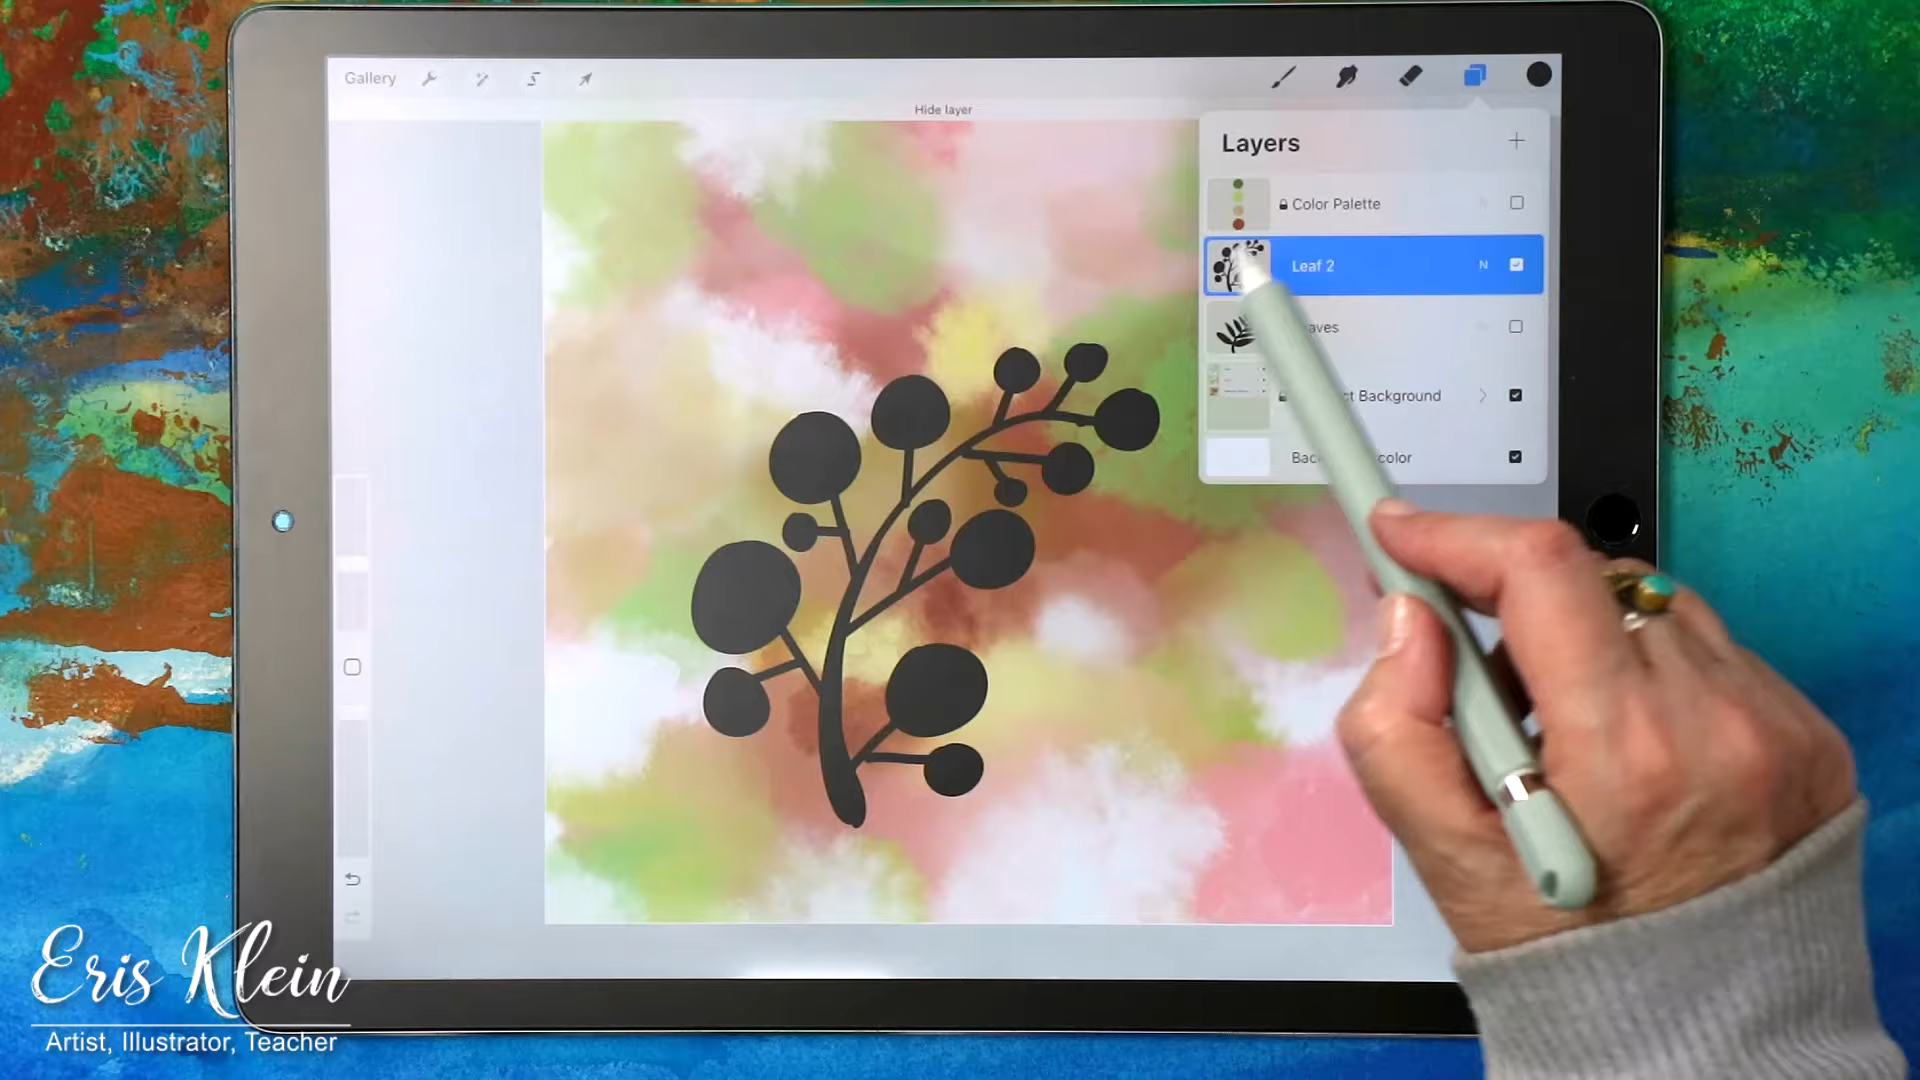 Gallery
Hide layer
Layers
Color Palette
Leaf 2 N
Background
color
Eris Klein
Artist, Illustrator, Teacher